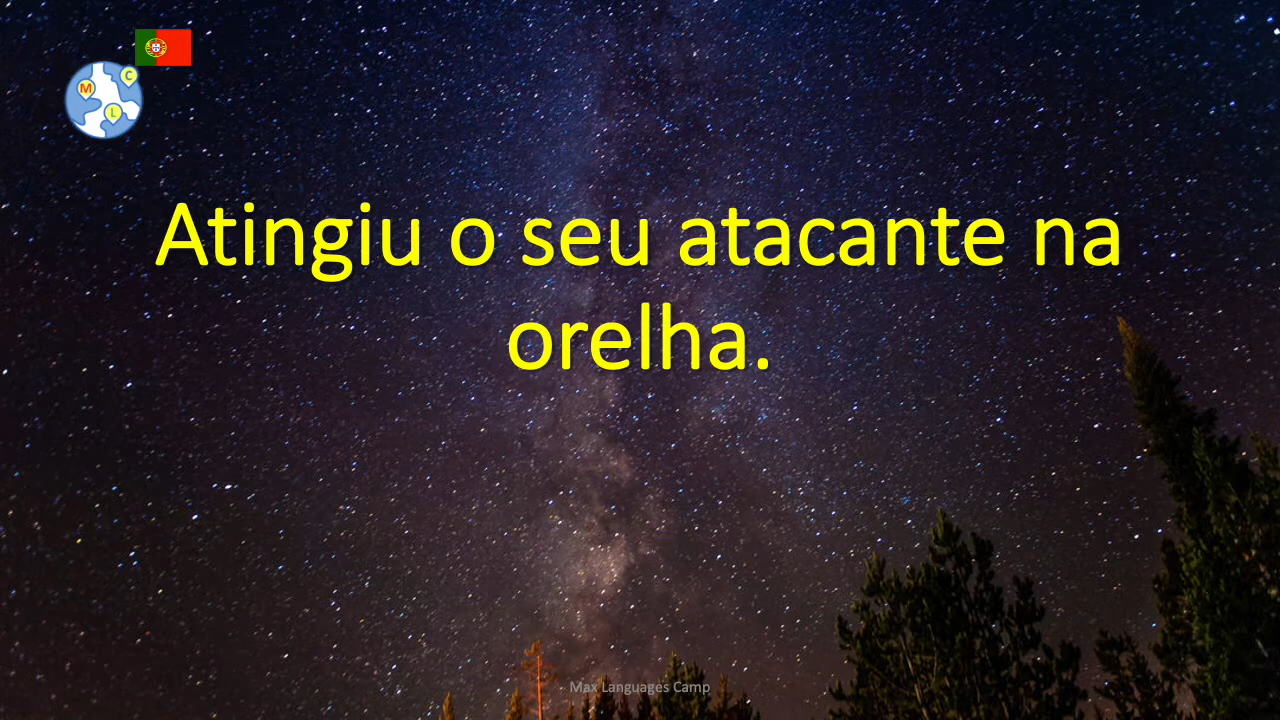 C
M
L
Atingiu o seu atacante na
orelha.
Max Languages Camp